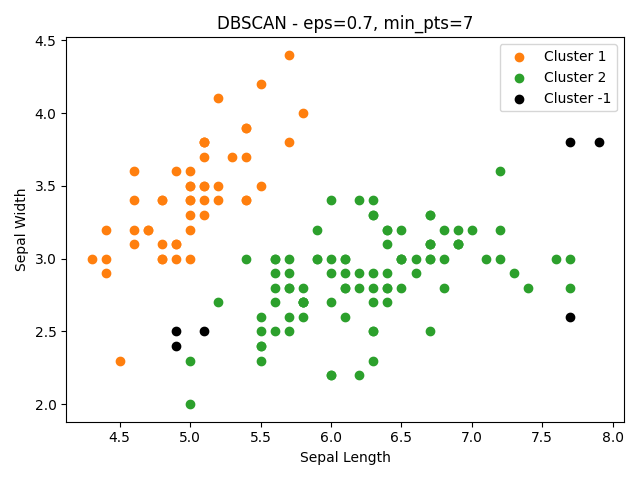 DBSCAN - eps=0.7, min_pts=7
Cluster 1
Cluster 2
Cluster -1
Sepal Width
4.5
4.0
3.5
3.0
2.5
2.0
4.5 5.0 5.5 6.0 6.5 7.0 7.5 8.0
Sepal Length